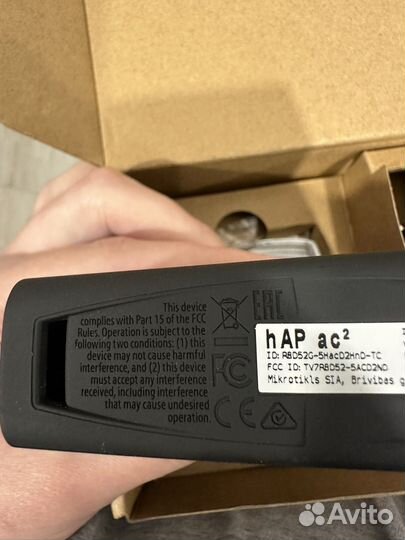 This device
complies with Part 15 of the FCC
Rules. Operation is subject to the
following two conditions: (1) this
device may not cause harmful
interference, and (2) this device
must accept any interference
received, including interference
that may cause undesired
operation.
EAC
FC
CE
hAP ac²
ID: RBD52G-5HacD2HnD-TC
FCC ID: TV7RBD52-5ACD2ND
Mikrotikls SIA, Brivibas g
Avito